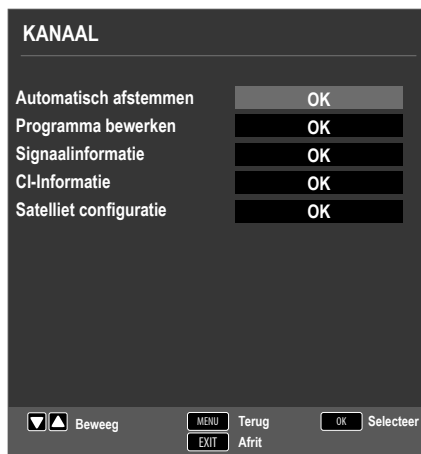 KANAAL
Automatisch afstemmen OK
Programma bewerken OK
Signaalinformatie OK
CI-Informatie OK
Satelliet configuratie OK
Beweeg MENU Terug OK Selecteer
EXIT Afrit